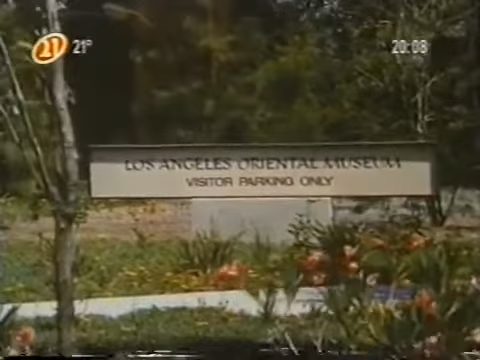 21 21°
20:08
LOS ANGELES ORIENTAL MUSEUM
VISITOR PARKING ONLY